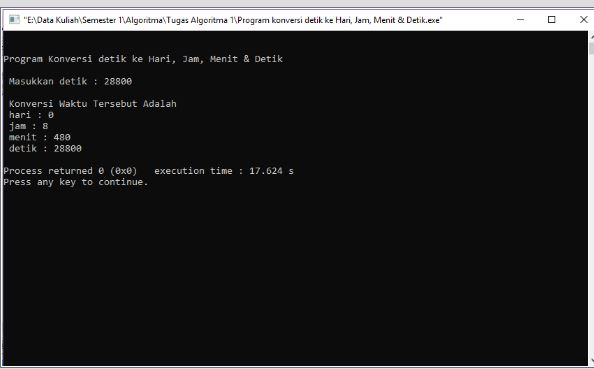 "E:\Data Kuliah\Semester 1\Algoritma\Tugas Algoritma 1\Program konversi detik ke Hari, Jam, Menit & Detik.exe"
Program Konversi detik ke Hari, Jam, Menit & Detik
Masukkan detik : 28800
Konversi Waktu Tersebut Adalah
hari : 0
jam : 8
menit : 480
detik : 28800
Process returned 0 (0x0)   execution time : 17.624 s
Press any key to continue.